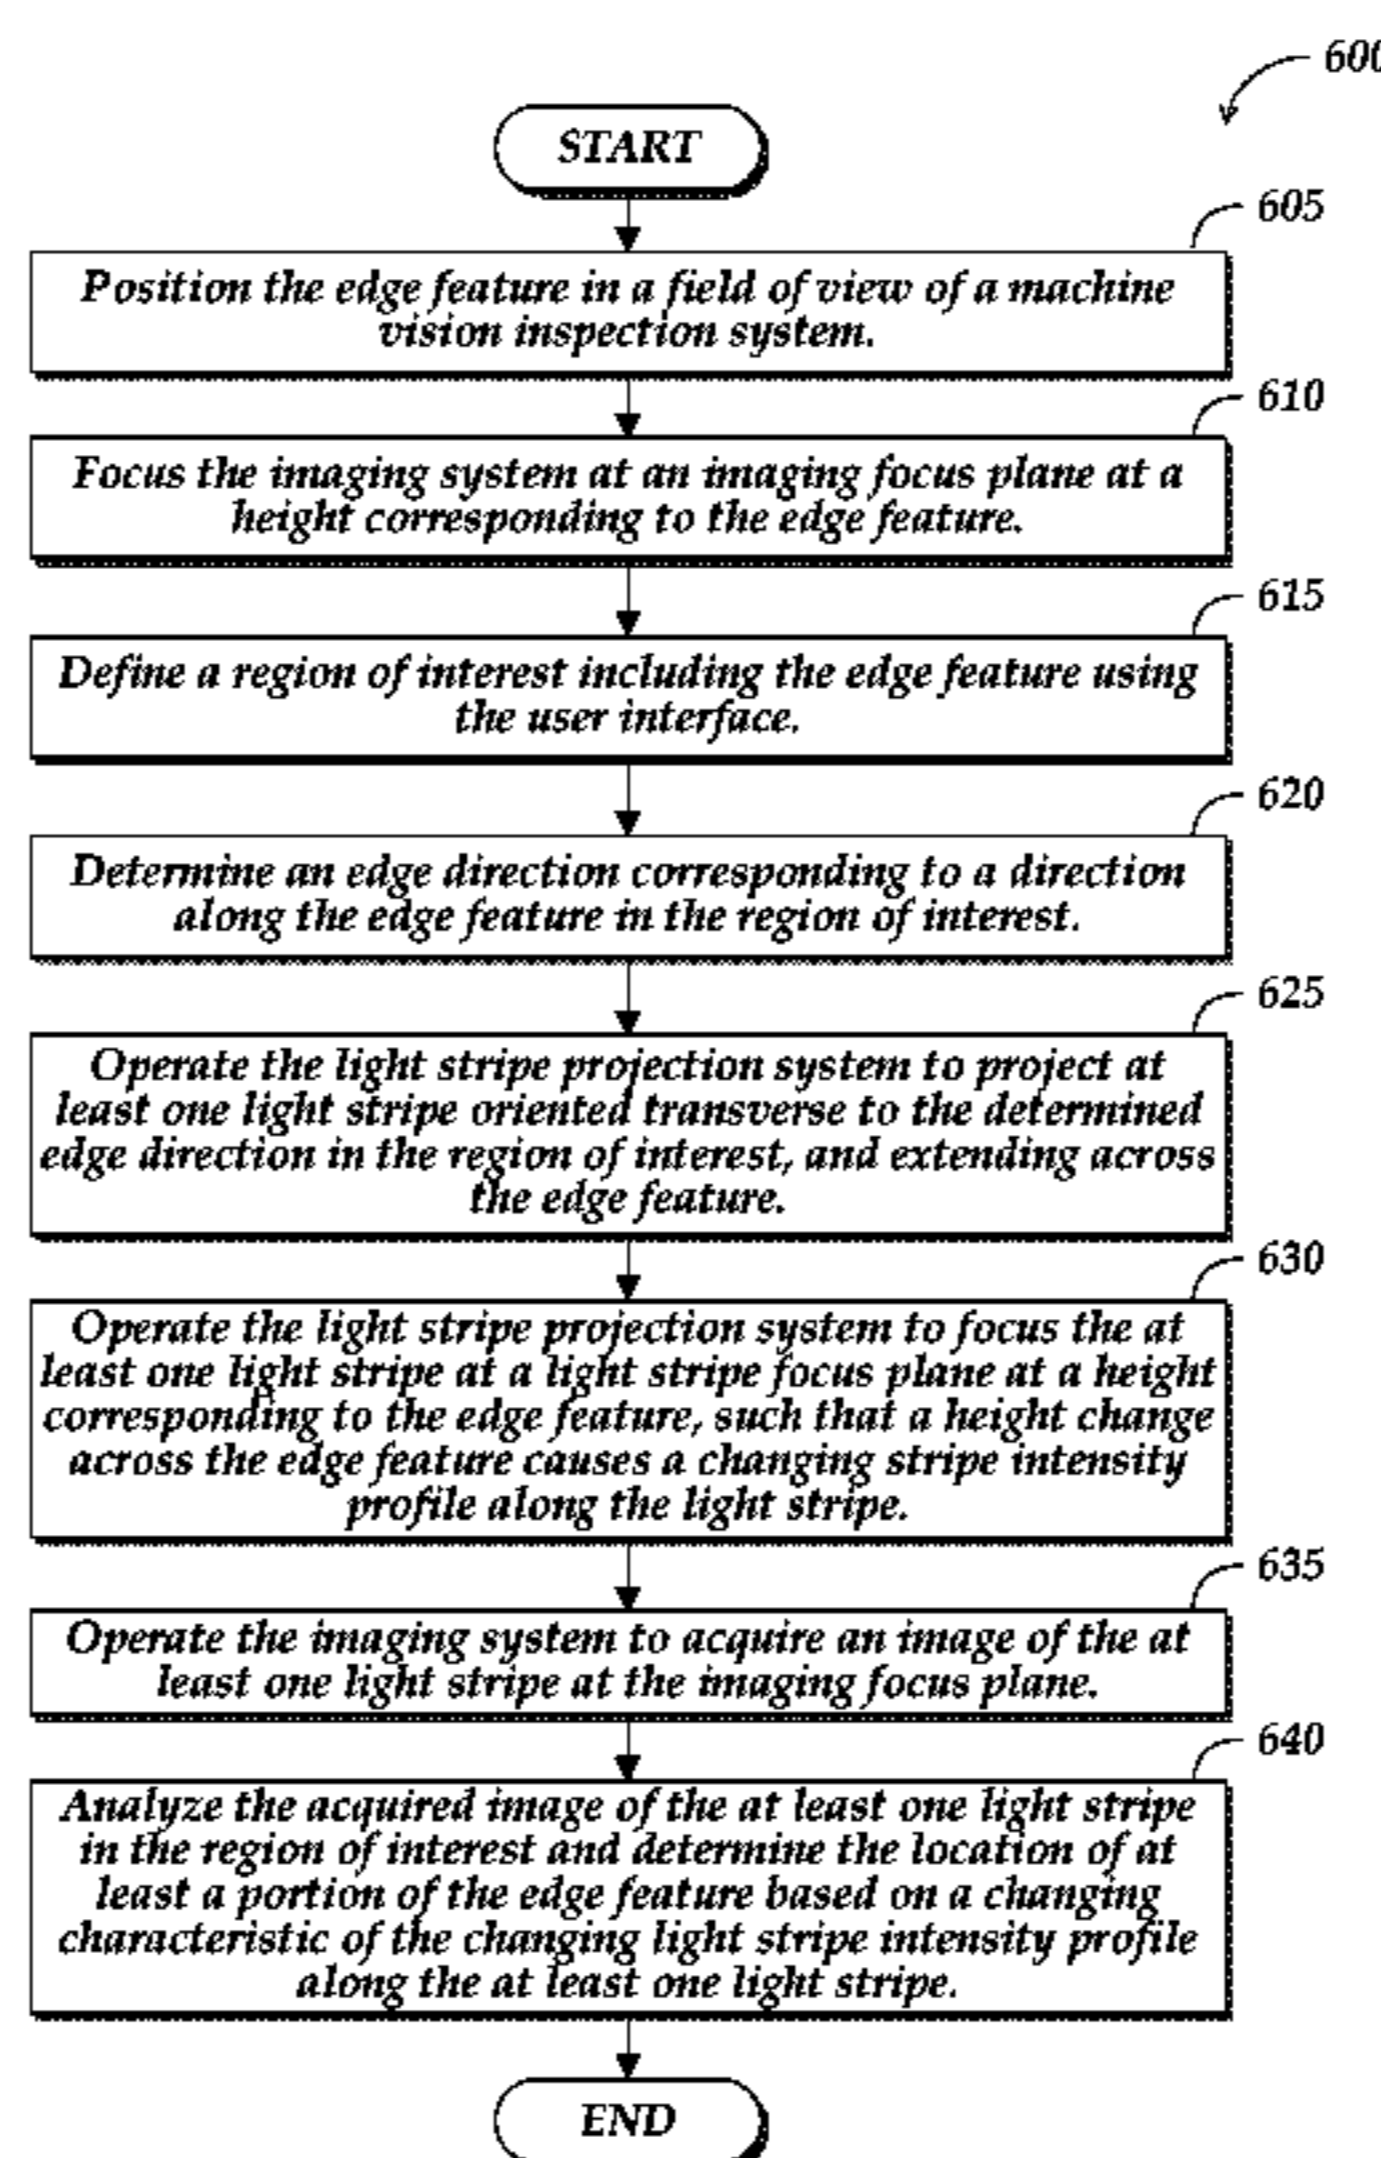 600
START
605
Position the edge feature in a field of view of a machine
vision inspection system.
610
Focus the imaging system at an imaging focus plane at a
height corresponding to the edge feature.
615
Define a region of interest including the edge feature using
the user interface.
620
Determine an edge direction corresponding to a direction
along the edge feature in the region of interest.
625
Operate the light stripe projection system to project at
least one light stripe oriented transverse to the determined
edge direction in the region of interest, and extending across
the edge feature.
630
Operate the light stripe projection system to focus the at
least one light stripe at a light stripe focus plane at a height
corresponding to the edge feature, such that a height change
across the edge feature causes a changing stripe intensity
profile along the light stripe.
635
Operate the imaging system to acquire an image of the at
least one light stripe at the imaging focus plane.
640
Analyze the acquired image of the at least one light stripe
in the region of interest and determine the location of at
least a portion of the edge feature based on a changing
characteristic of the changing light stripe intensity profile
along the at least one light stripe.
END